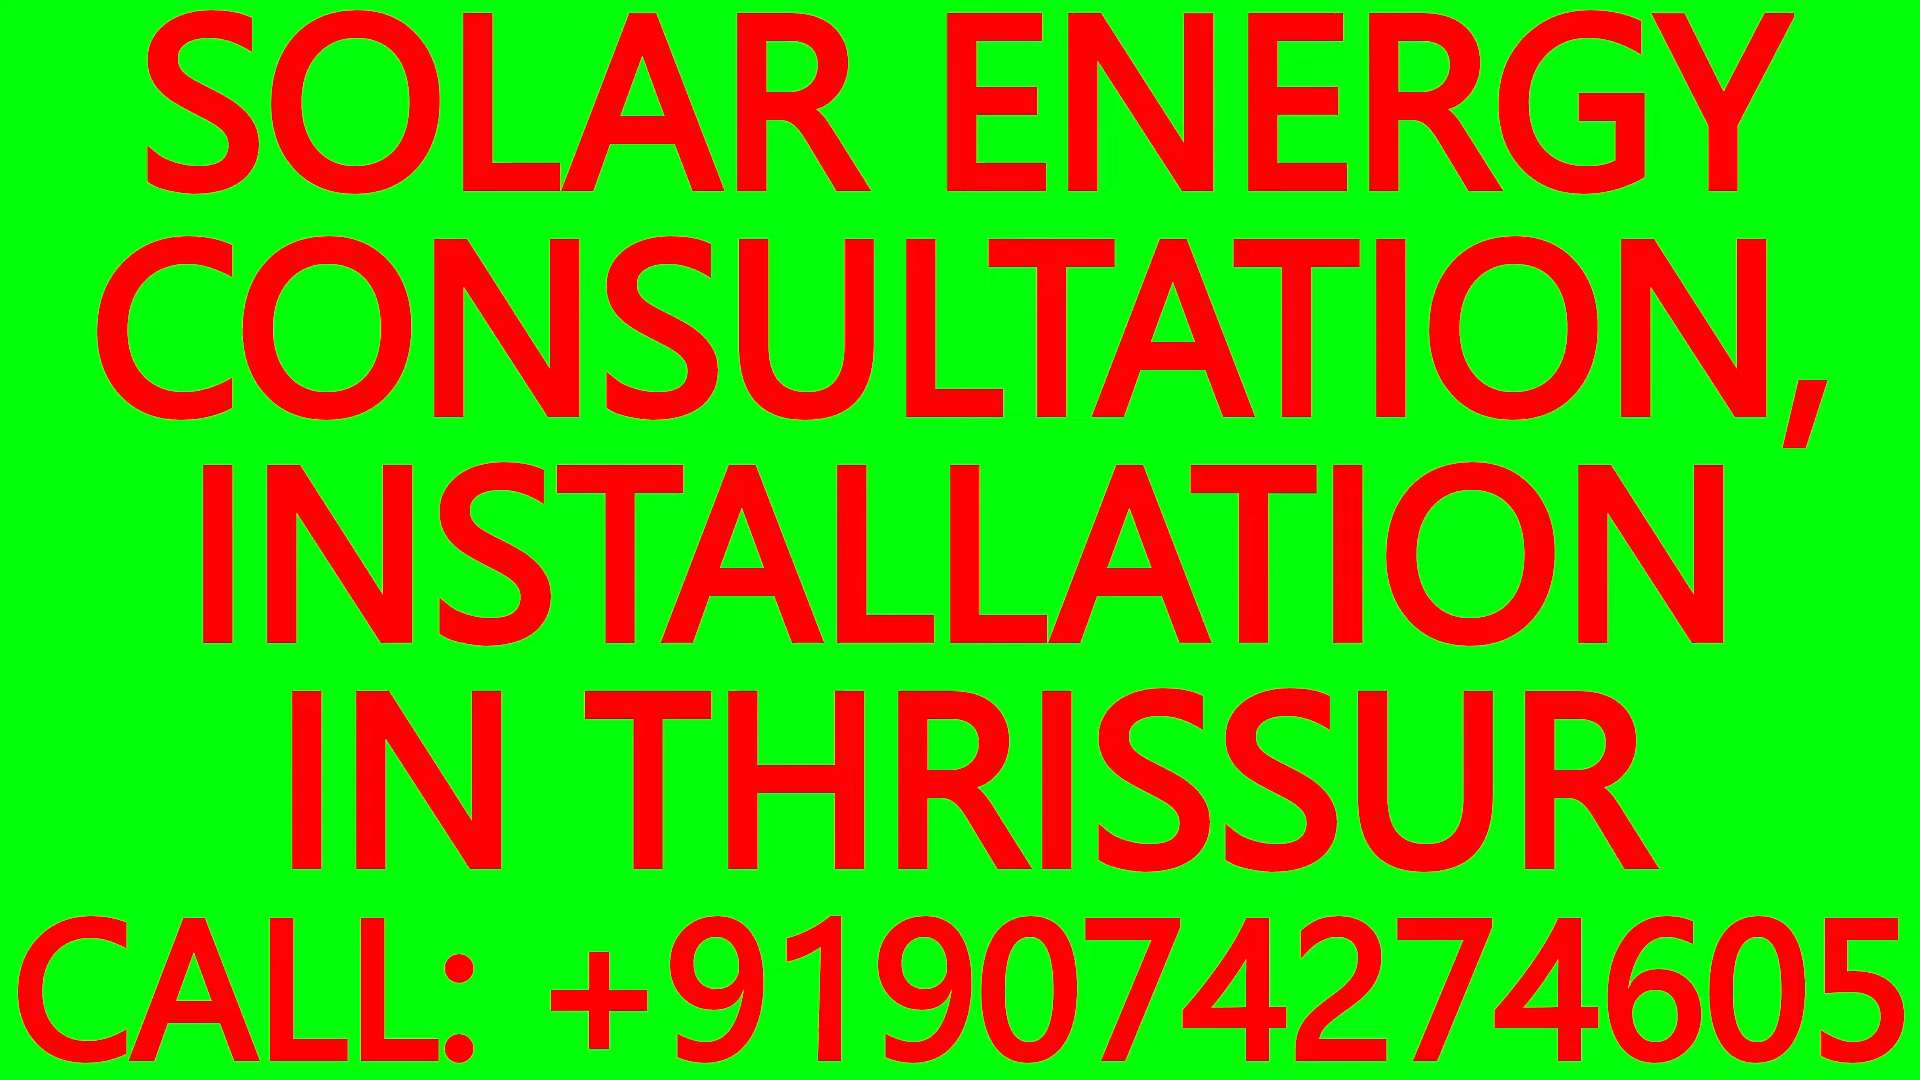 SOLAR ENERGY
CONSULTATION,
INSTALLATION
IN THRISSUR
CALL: +919074274605